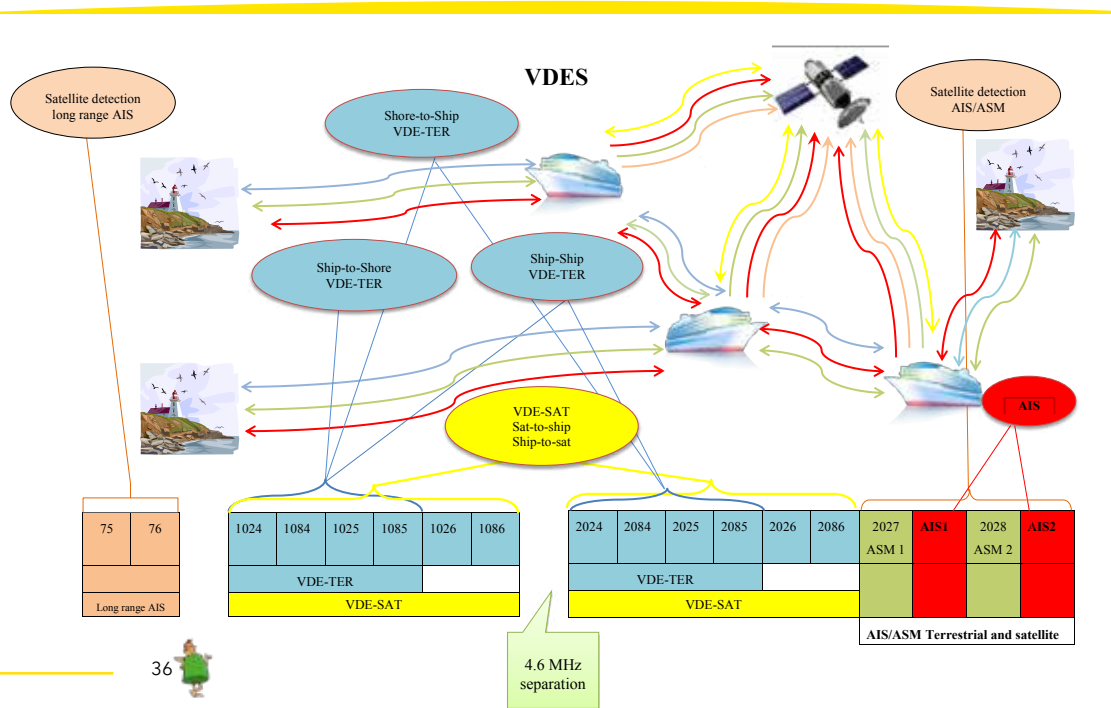 VDES
Satellite detection
long range AIS
Shore-to-Ship
VDE-TER
Satellite detection
AIS/ASM
Ship-to-Shore
VDE-TER
Ship-Ship
VDE-TER
VDE-SAT
Sat-to-ship
Ship-to-sat
AIS
75 76
1024 1084 1025 1085 1026 1086
2024 2084 2025 2085 2026 2086
2027 AIS1 2028 AIS2
ASM 1 ASM 2
VDE-TER
VDE-TER
Long range AIS
VDE-SAT
VDE-SAT
AIS/ASM Terrestrial and satellite
4.6 MHz
separation
36